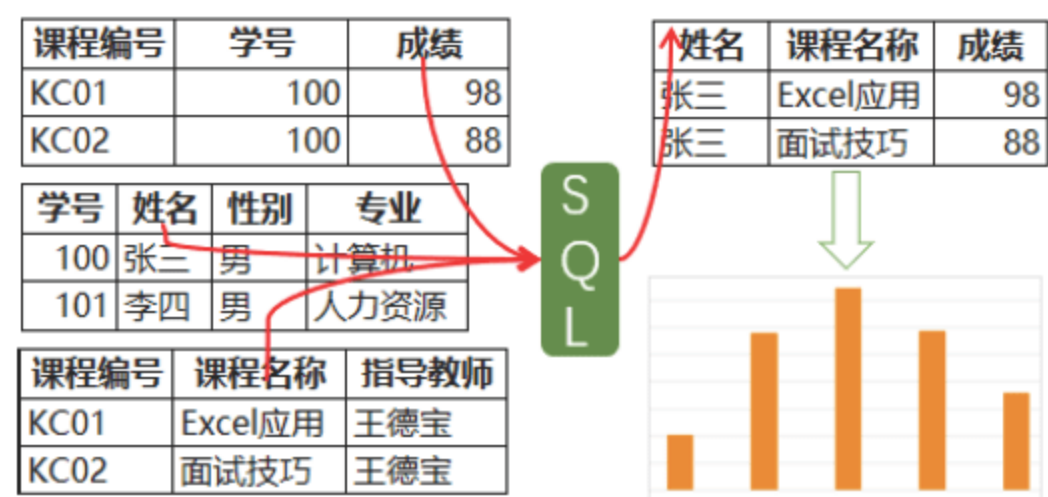 课程编号 学号 成绩
KC01 100 98
KC02 100 88
学号 姓名 性别 专业
100 张三 男 计算机
101 李四 男 人力资源
课程编号 课程名称 指导教师
KC01 Excel应用 王德宝
KC02 面试技巧 王德宝
S
Q
L
姓名 课程名称 成绩
张三 Excel应用 98
张三 面试技巧 88